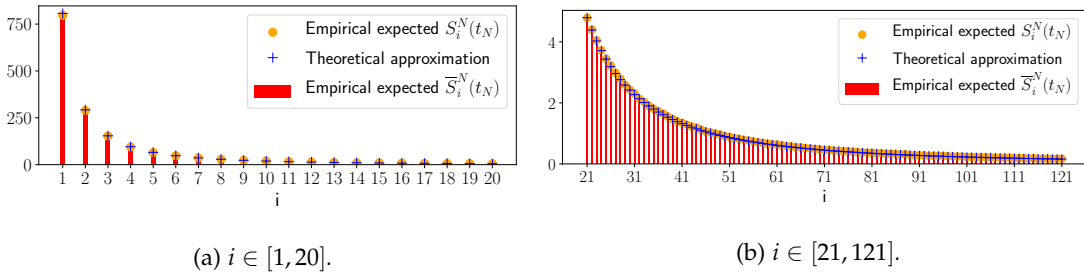 750
500
250
0
1 2 3 4 5 6 7 8 9 10 11 12 13 14 15 16 17 18 19 20
i
Empirical expected $S_i^N(t_N)$
Theoretical approximation
Empirical expected $\overline{S}_i^N(t_N)$
(a) $i \in [1, 20]$.
4
2
0
21 31 41 51 61 71 81 91 101 111 121
i
Empirical expected $S_i^N(t_N)$
Theoretical approximation
Empirical expected $\overline{S}_i^N(t_N)$
(b) $i \in [21, 121]$.